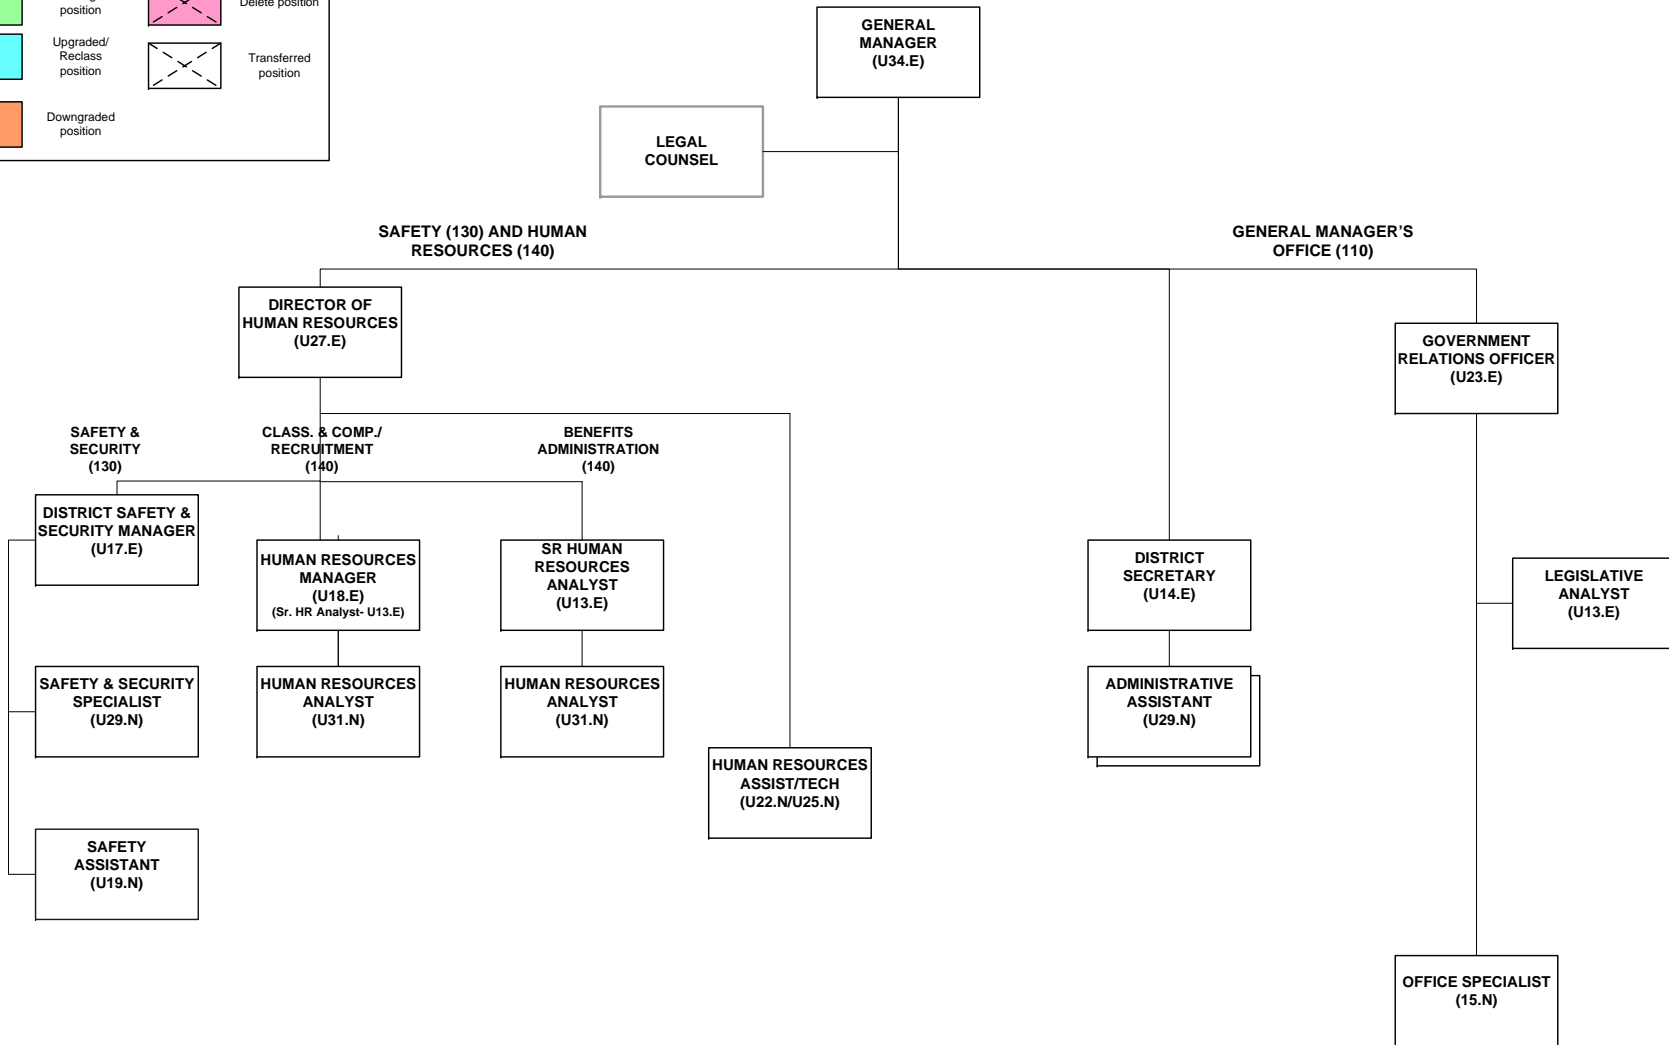 position
Delete position
Upgraded/
Reclass
position
Transferred
position
Downgraded
position
GENERAL
MANAGER
(U34.E)
LEGAL
COUNSEL
SAFETY (130) AND HUMAN
RESOURCES (140)
GENERAL MANAGER’S
OFFICE (110)
DIRECTOR OF
HUMAN RESOURCES
(U27.E)
GOVERNMENT
RELATIONS OFFICER
(U23.E)
SAFETY &
SECURITY
(130)
CLASS. & COMP./
RECRUITMENT
(140)
BENEFITS
ADMINISTRATION
(140)
DISTRICT SAFETY &
SECURITY MANAGER
(U17.E)
HUMAN RESOURCES
MANAGER
(U18.E)
(Sr. HR Analyst- U13.E)
SR HUMAN
RESOURCES
ANALYST
(U13.E)
DISTRICT
SECRETARY
(U14.E)
LEGISLATIVE
ANALYST
(U13.E)
SAFETY & SECURITY
SPECIALIST
(U29.N)
HUMAN RESOURCES
ANALYST
(U31.N)
HUMAN RESOURCES
ANALYST
(U31.N)
ADMINISTRATIVE
ASSISTANT
(U29.N)
HUMAN RESOURCES
ASSIST/TECH
(U22.N/U25.N)
SAFETY
ASSISTANT
(U19.N)
OFFICE SPECIALIST
(15.N)